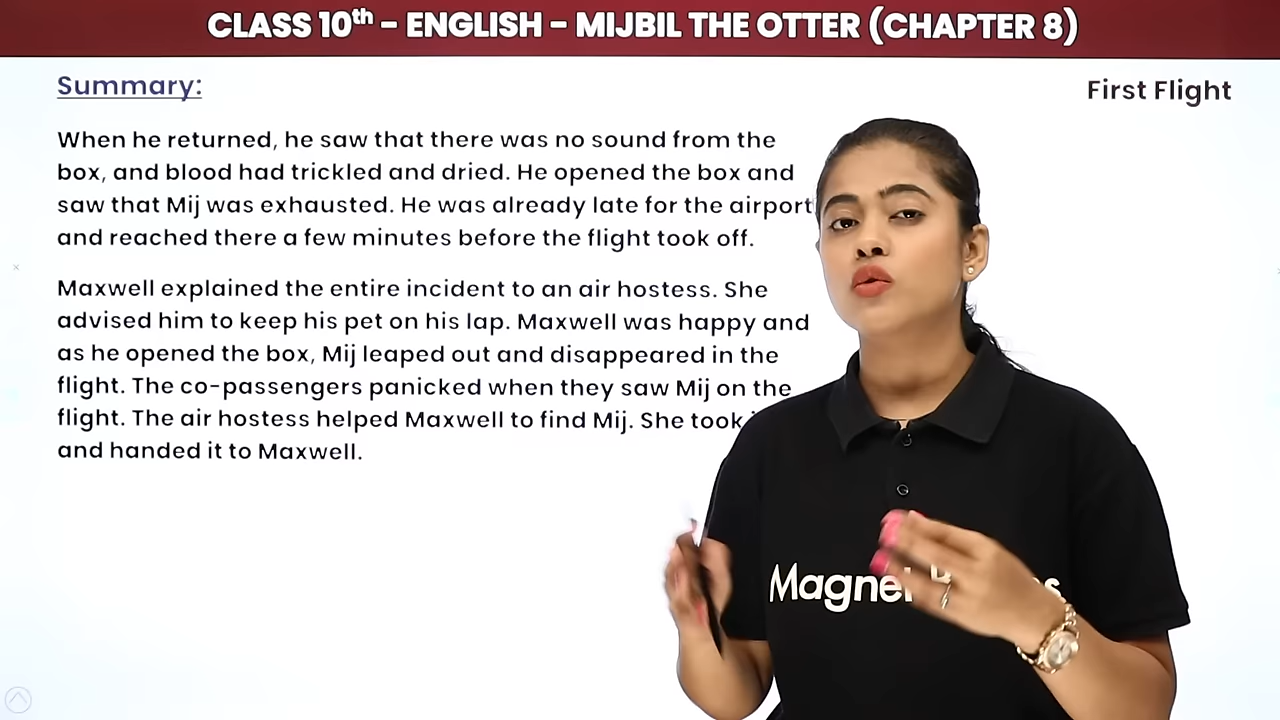 CLASS 10th - ENGLISH - MIJBIL THE OTTER (CHAPTER 8)
Summary:
First Flight
When he returned, he saw that there was no sound from the
box, and blood had trickled and dried. He opened the box and
saw that Mij was exhausted. He was already late for the airport
and reached there a few minutes before the flight took off.
Maxwell explained the entire incident to an air hostess. She
advised him to keep his pet on his lap. Maxwell was happy and
as he opened the box, Mij leaped out and disappeared in the
flight. The co-passengers panicked when they saw Mij on the
flight. The air hostess helped Maxwell to find Mij. She took
and handed it to Maxwell.